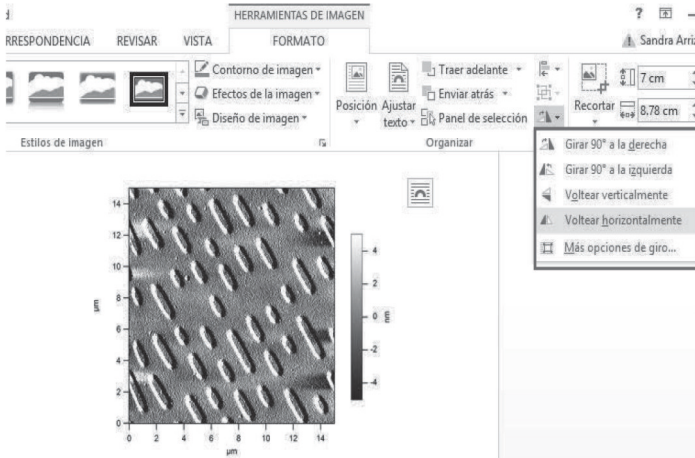 HERRAMIENTAS DE IMAGEN
?
RRESPONDENCIA REVISAR VISTA FORMATO
Sandra Arriz
Contorno de imagen
Efectos de la imagen
Diseño de imagen
Posición
Ajustar
texto
Traer adelante
Enviar atrás
Panel de selección
Recortar
7 cm
8.78 cm
Estilos de imagen
Organizar
Girar 90° a la derecha
Girar 90° a la izquierda
Voltear verticalmente
Voltear horizontalmente
Más opciones de giro...
14
12
10
8
6
4
2
0
µm
0 2 4 6 8 10 12 14
µm
4
2
0
-2
-4
nm